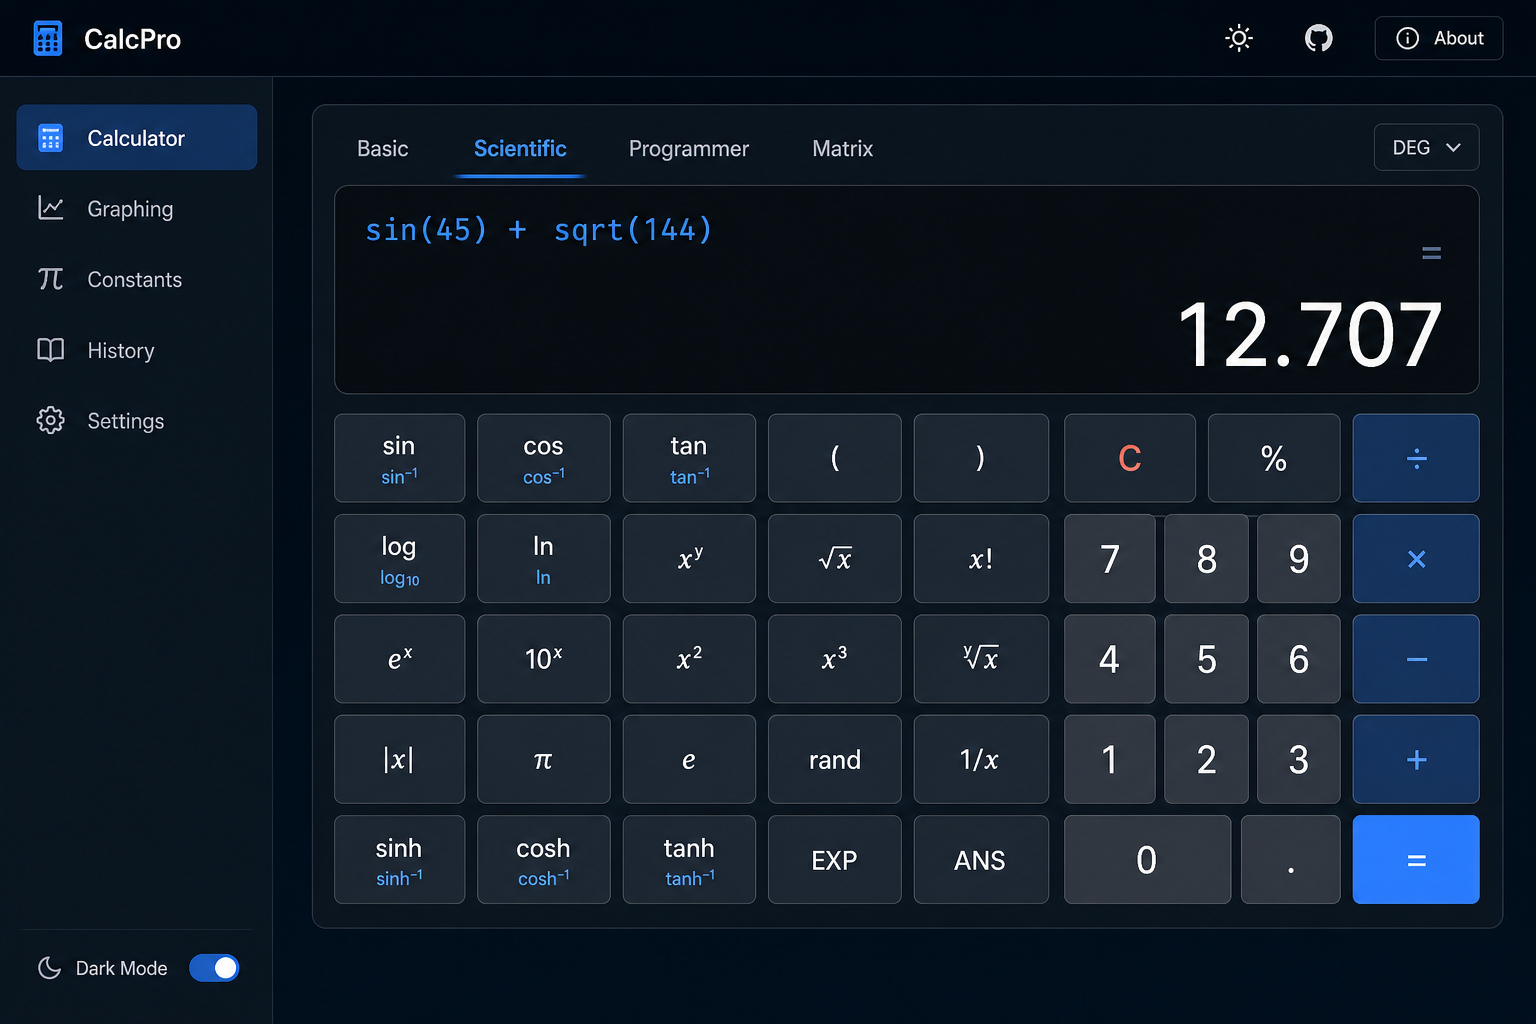 CalcPro
About
Calculator
Graphing
π Constants
History
Settings
Dark Mode
Basic Scientific Programmer Matrix DEG
sin(45) + sqrt(144)
=
12.707
sin cos tan ( ) C % ÷
sin⁻¹ cos⁻¹ tan⁻¹
log ln xʸ √x x! 7 8 9 ×
log₁₀ ln
eˣ 10ˣ x² x³ ʸ√x 4 5 6 −
|x| π e rand 1/x 1 2 3 +
sinh cosh tanh EXP ANS 0 . =
sinh⁻¹ cosh⁻¹ tanh⁻¹